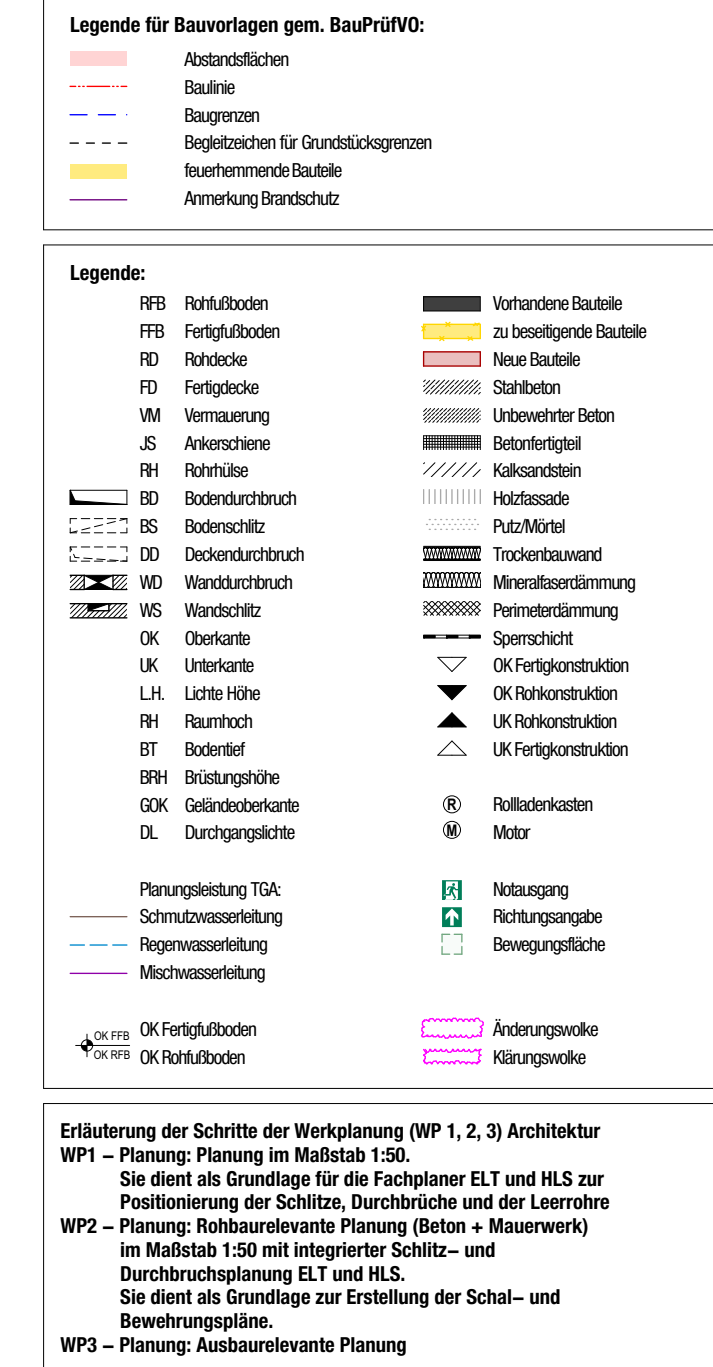 Legende für Bauvorlagen gem. BauPrüfVO:
Abstandsflächen
Baulinie
Baugrenzen
Begleitzeichen für Grundstücksgrenzen
feuerhemmende Bauteile
Anmerkung Brandschutz
Legende:
RFB Rohfußboden
FFB Fertigfußboden
RD Rohdecke
FD Fertigdecke
VM Vermauerung
JS Ankerschiene
RH Rohrhülse
BD Bodendurchbruch
BS Bodenschlitz
DD Deckendurchbruch
WD Wanddurchbruch
WS Wandschlitz
OK Oberkante
UK Unterkante
L.H. Lichte Höhe
RH Raumhoch
BT Bodentief
BRH Brüstungshöhe
GOK Geländeoberkante
DL Durchgangslichte
Planungsleistung TGA:
Schmutzwasserleitung
Regenwasserleitung
Mischwasserleitung
OK FFB OK Fertigfußboden
OK RFB OK Rohfußboden
Vorhandene Bauteile
zu beseitigende Bauteile
Neue Bauteile
Stahlbeton
Unbewehrter Beton
Betonfertigteil
Kalksandstein
Holzfassade
Putz/Mörtel
Trockenbauwand
Mineralfaserdämmung
Perimeterdämmung
Sperrschicht
OK Fertigkonstruktion
OK Rohkonstruktion
UK Rohkonstruktion
UK Fertigkonstruktion
R Rollladenkasten
M Motor
Notausgang
Richtungsangabe
Bewegungsfläche
Änderungswolke
Klärungswolke
Erläuterung der Schritte der Werkplanung (WP 1, 2, 3) Architektur
WP1 – Planung: Planung im Maßstab 1:50.
Sie dient als Grundlage für die Fachplaner ELT und HLS zur
Positionierung der Schlitze, Durchbrüche und der Leerrohre
WP2 – Planung: Rohbaurelevante Planung (Beton + Mauerwerk)
im Maßstab 1:50 mit integrierter Schlitz– und
Durchbruchsplanung ELT und HLS.
Sie dient als Grundlage zur Erstellung der Schal– und
Bewehrungspläne.
WP3 – Planung: Ausbaurelevante Planung